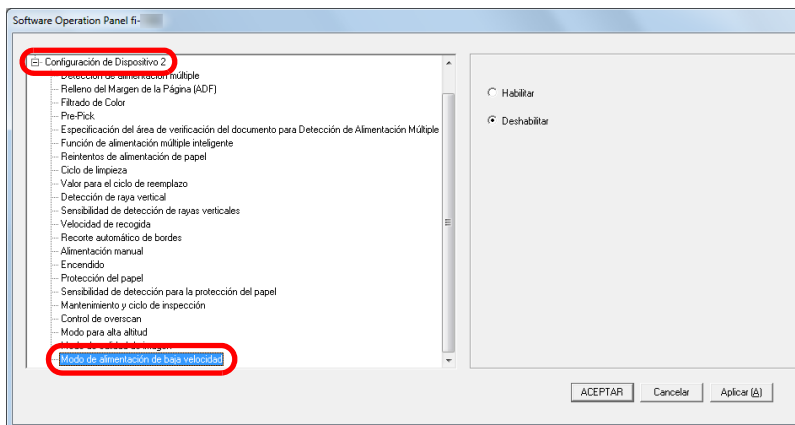 Software Operation Panel fi-
Configuración de Dispositivo 2
Detección de alimentación múltiple
Relleno del Margen de la Página (ADF)
Filtrado de Color
Pre-Pick
Especificación del área de verificación del documento para Detección de Alimentación Múltiple
Función de alimentación múltiple inteligente
Reintentos de alimentación de papel
Ciclo de limpieza
Valor para el ciclo de reemplazo
Detección de raya vertical
Sensibilidad de detección de rayas verticales
Velocidad de recogida
Recorte automático de bordes
Alimentación manual
Encendido
Protección del papel
Sensibilidad de detección para la protección del papel
Mantenimiento y ciclo de inspección
Control de overscan
Modo para alta altitud
Modo de calidad de imagen
Modo de alimentación de baja velocidad
Habilitar
Deshabilitar
ACEPTAR Cancelar Aplicar (A)